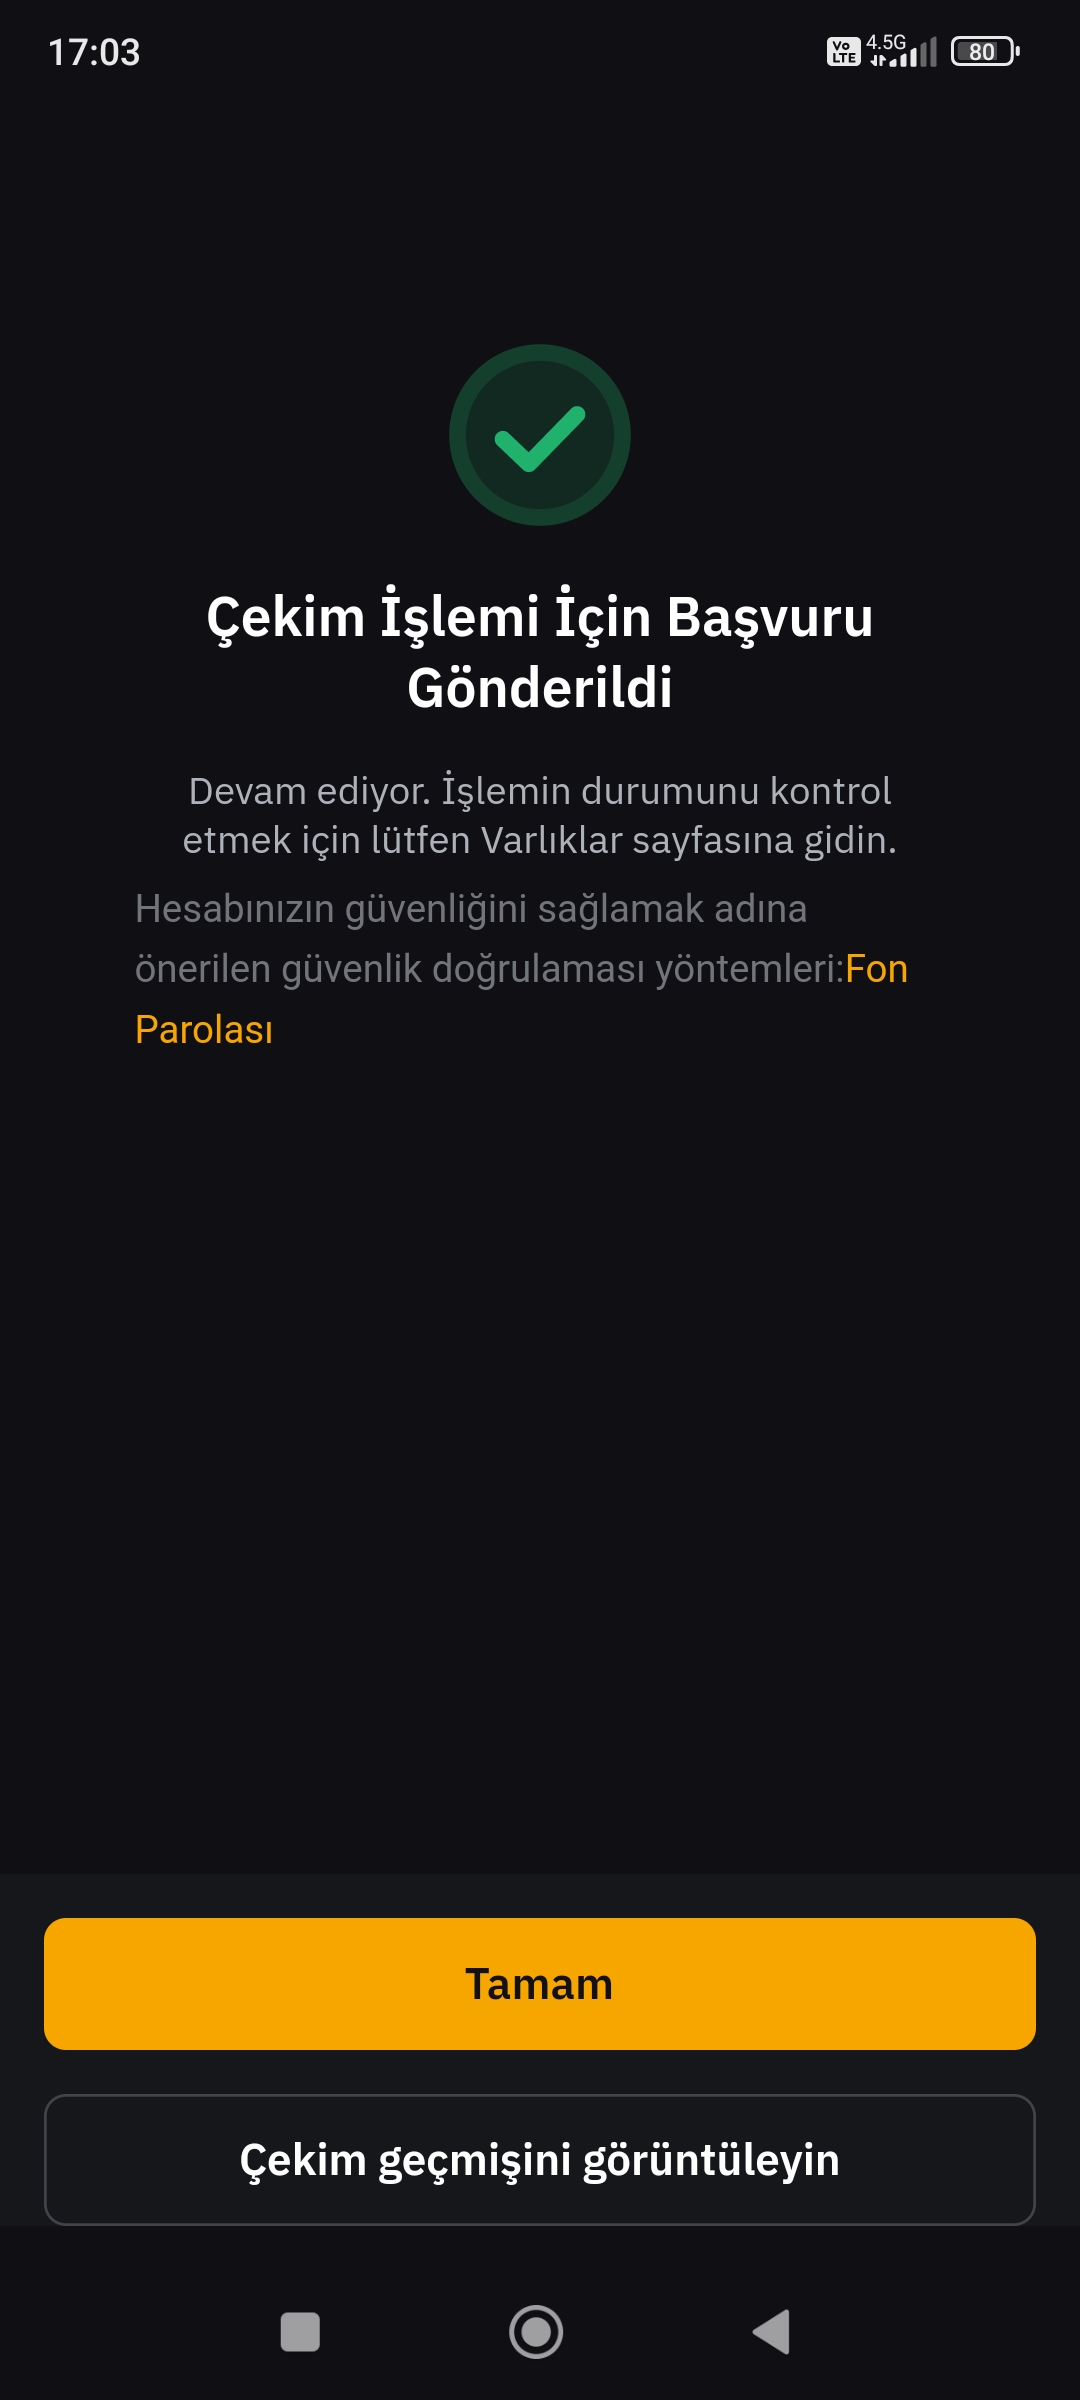 17:03
Vo LTE 4.5G 80
Çekim İşlemi İçin Başvuru
Gönderildi
Devam ediyor. İşlemin durumunu kontrol
etmek için lütfen Varlıklar sayfasına gidin.
Hesabınızın güvenliğini sağlamak adına
önerilen güvenlik doğrulaması yöntemleri:Fon
Parolası
Tamam
Çekim geçmişini görüntüleyin